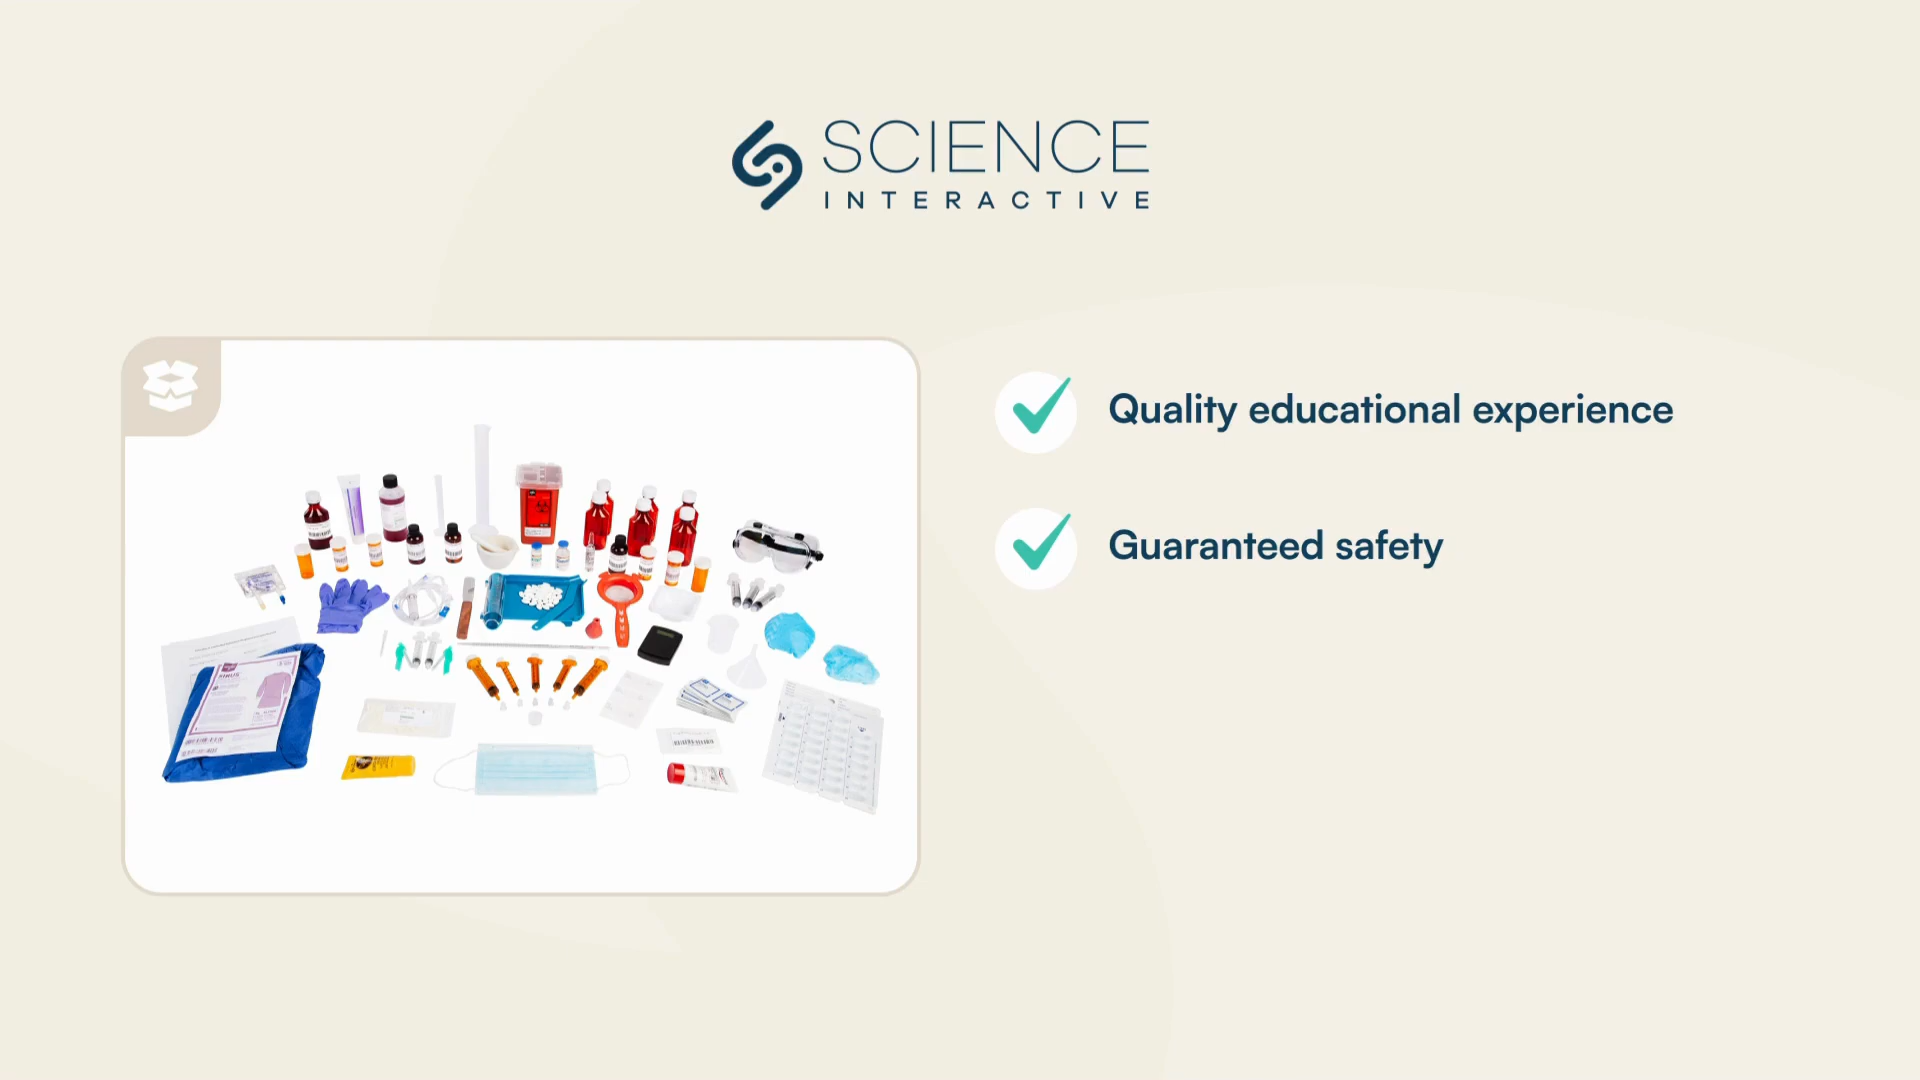 SCIENCE
INTERACTIVE
Quality educational experience
Guaranteed safety